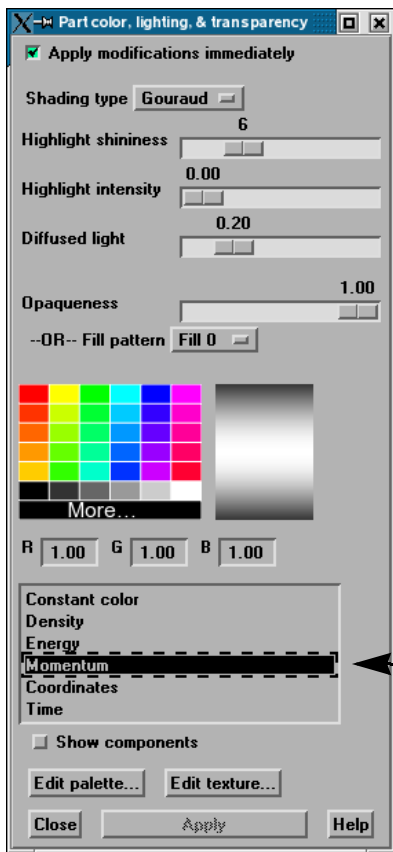 Part color, lighting, & transparency
Apply modifications immediately
Shading type Gouraud
6
Highlight shininess
0.00
Highlight intensity
0.20
Diffused light
1.00
Opaqueness
--OR-- Fill pattern Fill 0
More...
R 1.00 G 1.00 B 1.00
Constant color
Density
Energy
Momentum
Coordinates
Time
Show components
Edit palette... Edit texture...
Close Apply Help